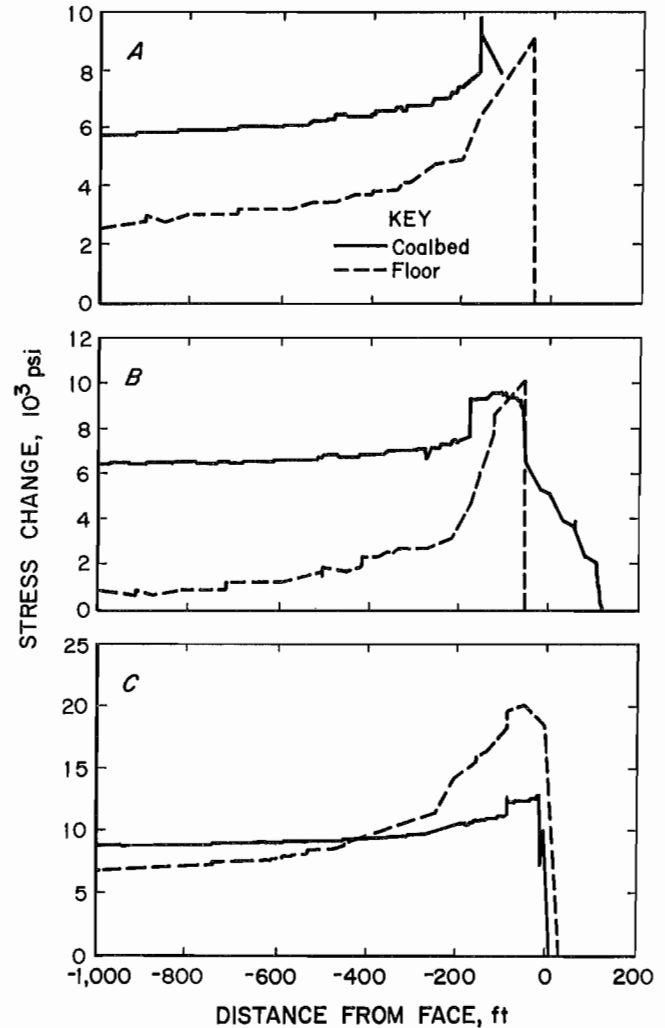 STRESS CHANGE, 10³ psi
A
10
8
6
4
2
0
KEY
Coalbed
Floor
B
12
10
8
6
4
2
0
C
25
20
15
10
5
0
-1,000 -800 -600 -400 -200 0 200
DISTANCE FROM FACE, ft